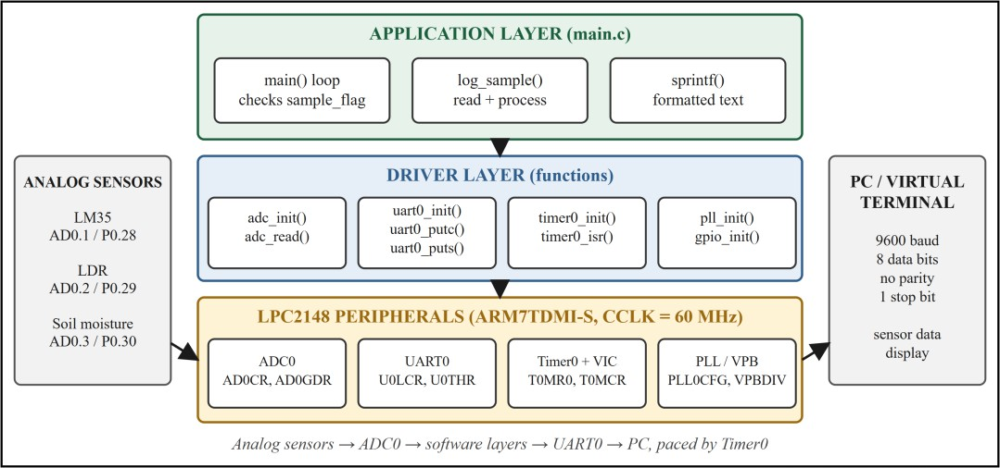 APPLICATION LAYER (main.c)
main() loop
checks sample_flag
log_sample()
read + process
sprintf()
formatted text
ANALOG SENSORS
LM35
AD0.1 / P0.28
LDR
AD0.2 / P0.29
Soil moisture
AD0.3 / P0.30
DRIVER LAYER (functions)
adc_init()
adc_read()
uart0_init()
uart0_putc()
uart0_puts()
timer0_init()
timer0_isr()
pll_init()
gpio_init()
LPC2148 PERIPHERALS (ARM7TDMI-S, CCLK = 60 MHz)
ADC0
AD0CR, AD0GDR
UART0
U0LCR, U0THR
Timer0 + VIC
T0MR0, T0MCR
PLL / VPB
PLL0CFG, VPBDIV
PC / VIRTUAL
TERMINAL
9600 baud
8 data bits
no parity
1 stop bit
sensor data
display
Analog sensors → ADC0 → software layers → UART0 → PC, paced by Timer0